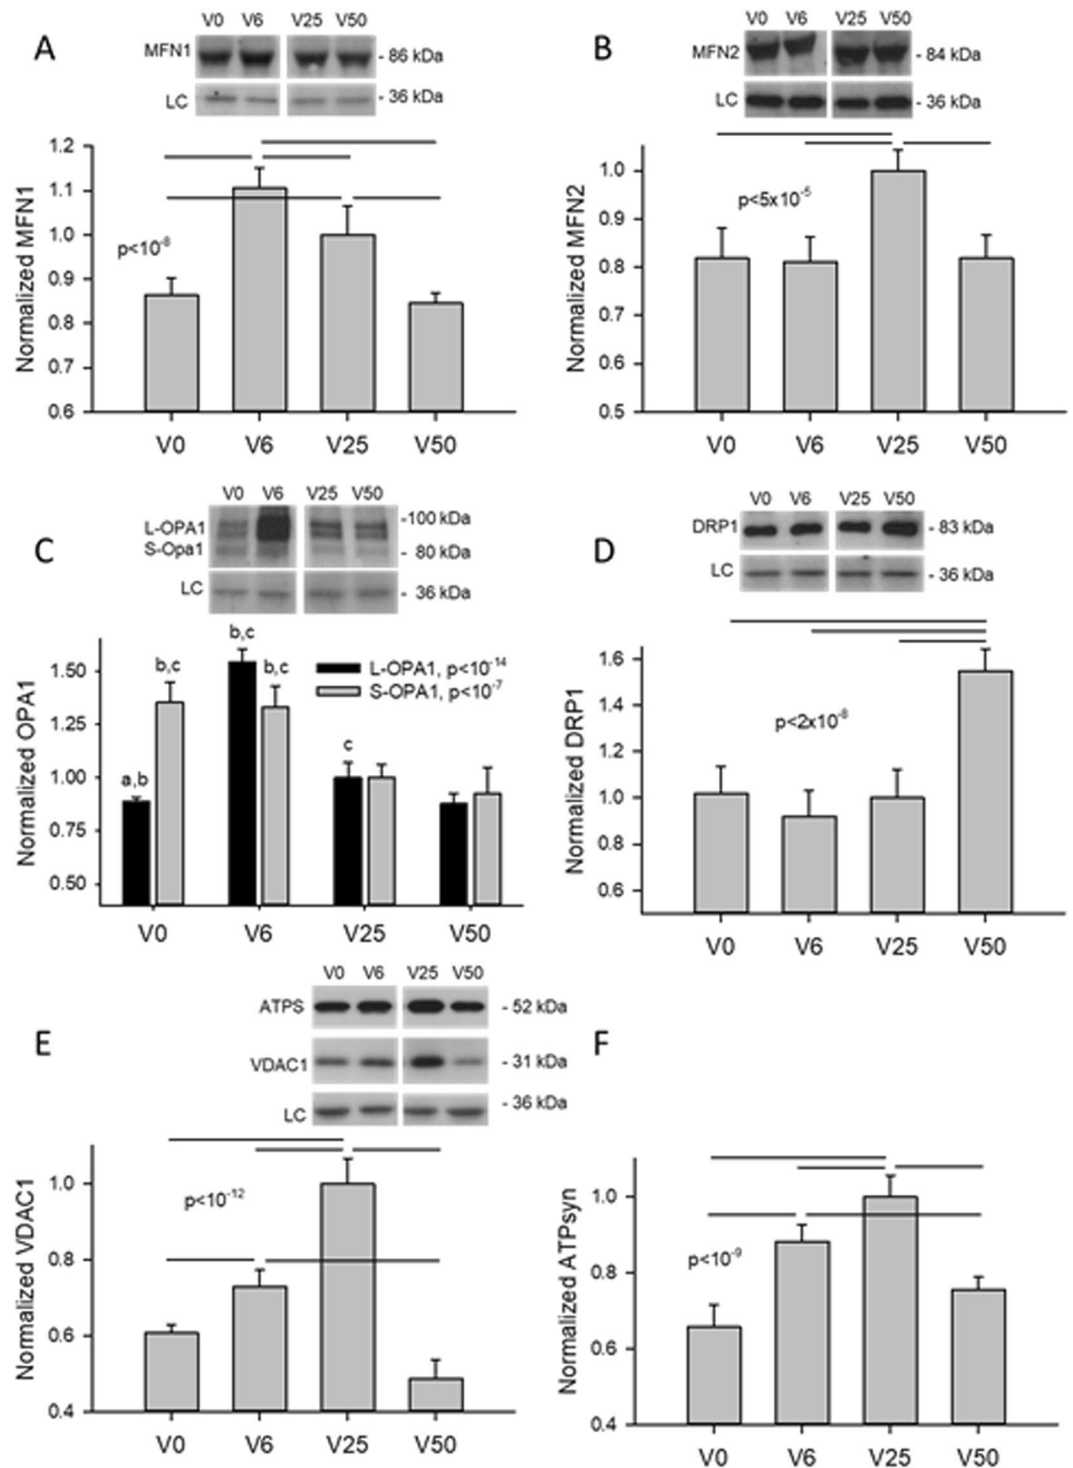 A
V0 V6 V25 V50
MFN1 - 86 kDa
LC - 36 kDa
Normalized MFN1
1.2
1.1
1.0
0.9
0.8
0.7
0.6
p<10⁻⁸
V0 V6 V25 V50
B
V0 V6 V25 V50
MFN2 - 84 kDa
LC - 36 kDa
Normalized MFN2
1.0
0.9
0.8
0.7
0.6
0.5
p<5x10⁻⁵
V0 V6 V25 V50
C
V0 V6 V25 V50
L-OPA1 -100 kDa
S-Opa1 - 80 kDa
LC - 36 kDa
Normalized OPA1
1.50
1.25
1.00
0.75
0.50
a,b
b,c
b,c
b,c
c
L-OPA1, p<10⁻¹⁴
S-OPA1, p<10⁻⁷
V0 V6 V25 V50
D
V0 V6 V25 V50
DRP1 - 83 kDa
LC - 36 kDa
Normalized DRP1
1.6
1.4
1.2
1.0
0.8
0.6
p<2x10⁻⁸
V0 V6 V25 V50
E
V0 V6 V25 V50
ATPS - 52 kDa
VDAC1 - 31 kDa
LC - 36 kDa
Normalized VDAC1
1.0
0.8
0.6
0.4
p<10⁻¹²
V0 V6 V25 V50
F
Normalized ATPsyn
1.0
0.8
0.6
0.4
p<10⁻⁹
V0 V6 V25 V50